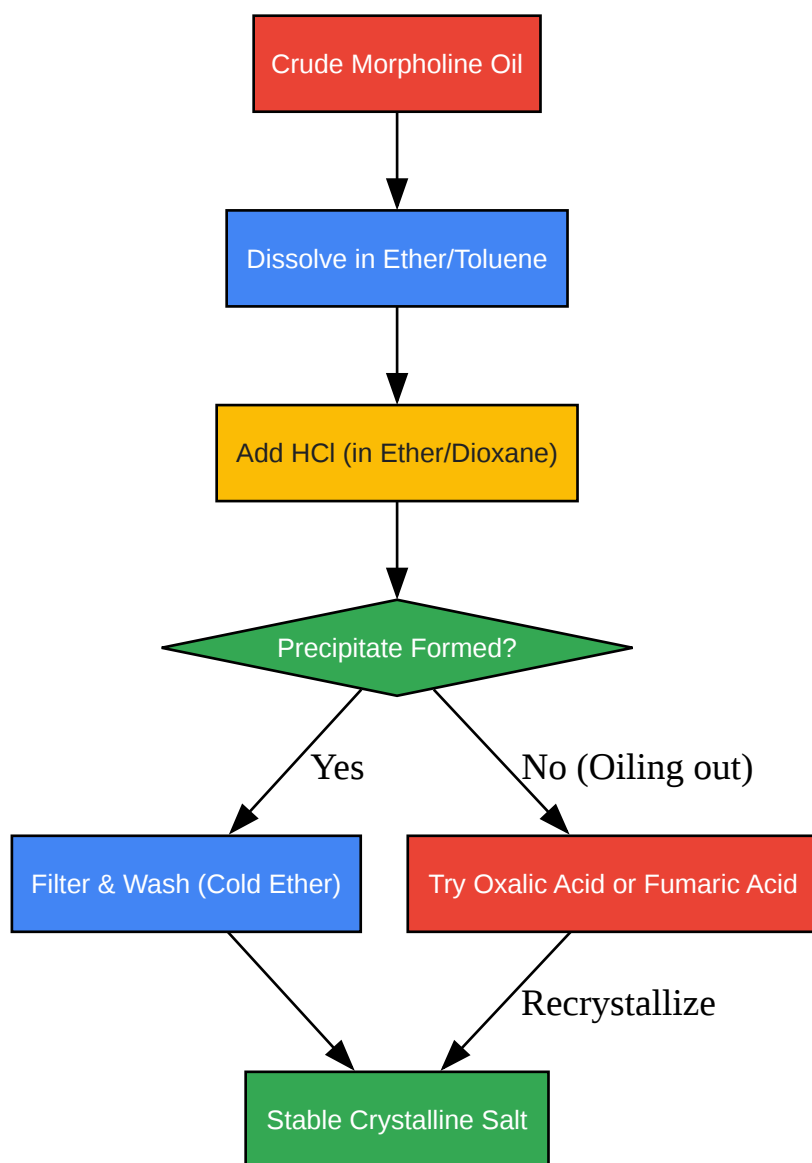 Crude Morpholine Oil
Dissolve in Ether/Toluene
Add HCl (in Ether/Dioxane)
Precipitate Formed?
Yes
No (Oiling out)
Filter & Wash (Cold Ether)
Try Oxalic Acid or Fumaric Acid
Recrystallize
Stable Crystalline Salt